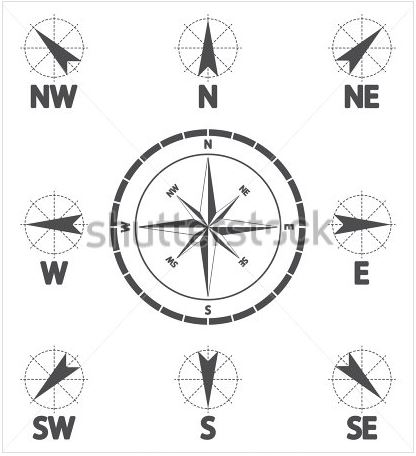 NW N NE
N
NW NE
W E
SW SE
S
W E
SW S SE
shutterstock